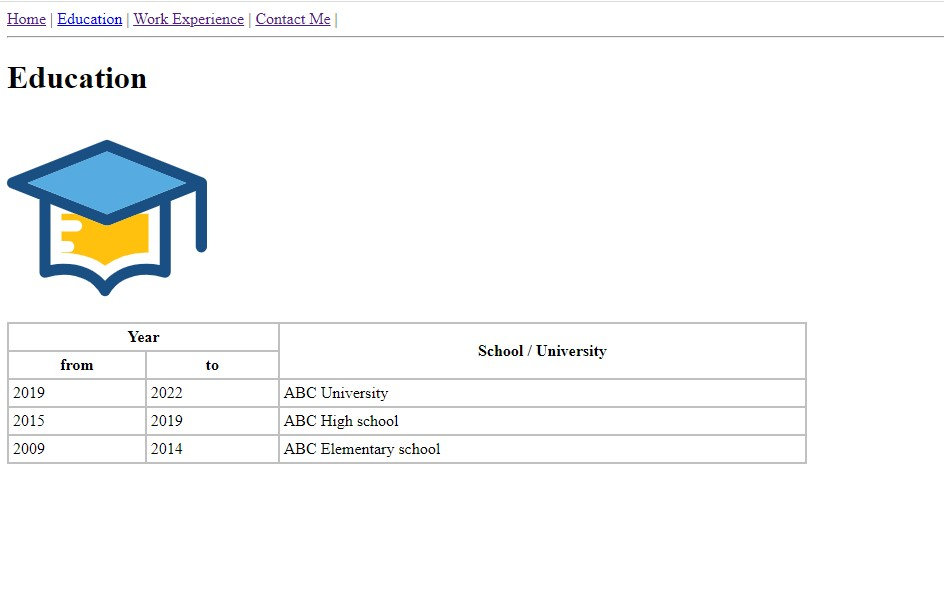 Home | Education | Work Experience | Contact Me |
Education
Year School / University
from to
2019 2022 ABC University
2015 2019 ABC High school
2009 2014 ABC Elementary school